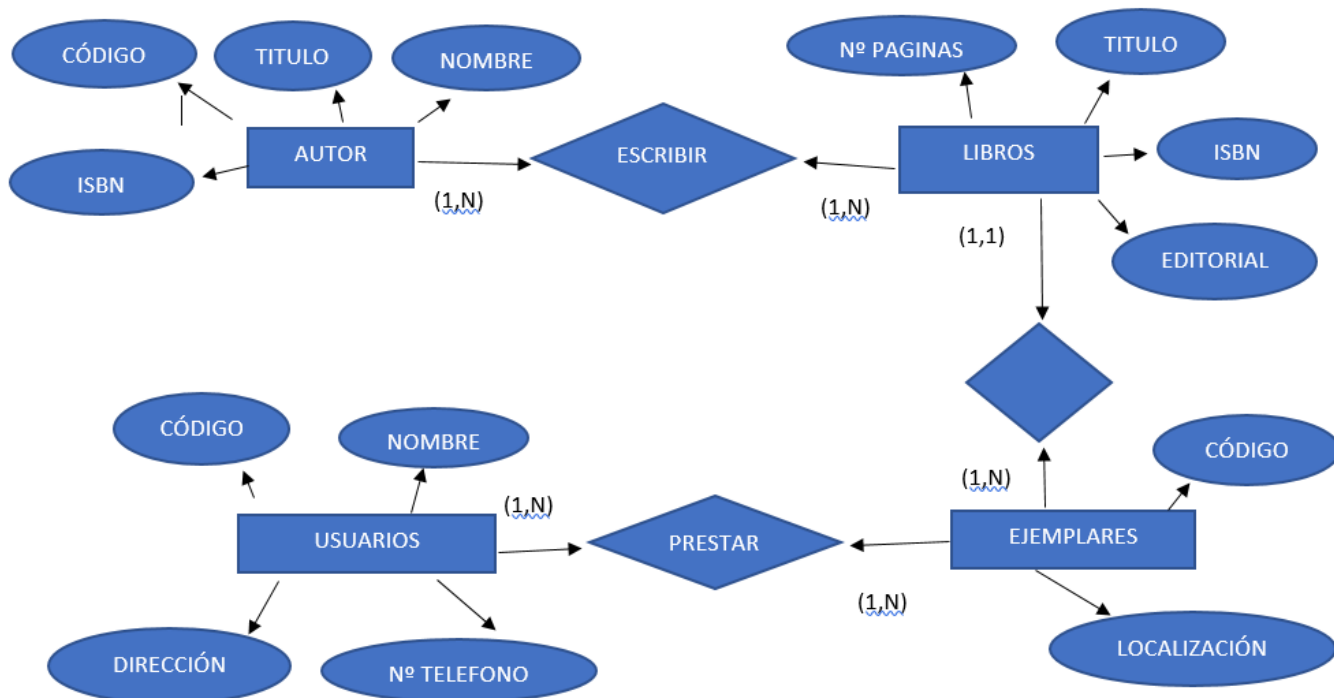 CÓDIGO
TITULO
NOMBRE
Nº PAGINAS
TITULO
AUTOR
ESCRIBIR
LIBROS
ISBN
ISBN
(1,N)
(1,N)
(1,1)
EDITORIAL
CÓDIGO
NOMBRE
CÓDIGO
(1,N)
(1,N)
USUARIOS
PRESTAR
EJEMPLARES
(1,N)
DIRECCIÓN
Nº TELEFONO
LOCALIZACIÓN